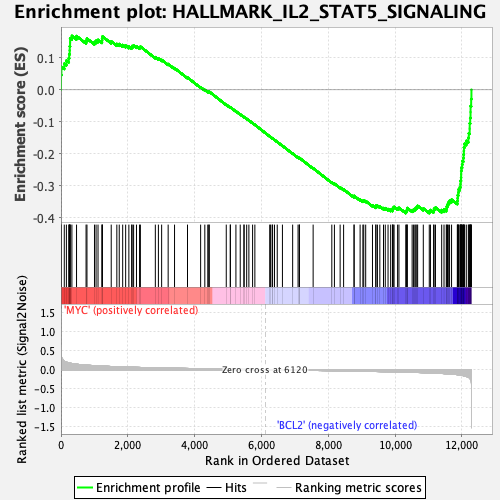 Enrichment plot: HALLMARK_IL2_STAT5_SIGNALING
Enrichment score (ES)
0.1
0.0
-0.1
-0.2
-0.3
-0.4
'MYC' (positively correlated)
Ranked list metric (Signal2Noise)
1.5
1.0
0.5
0.0
-0.5
-1.0
-1.5
Zero cross at 6120
'BCL2' (negatively correlated)
0
2,000
4,000
6,000
8,000
10,000
12,000
Rank in Ordered Dataset
Enrichment profile
Hits
Ranking metric scores